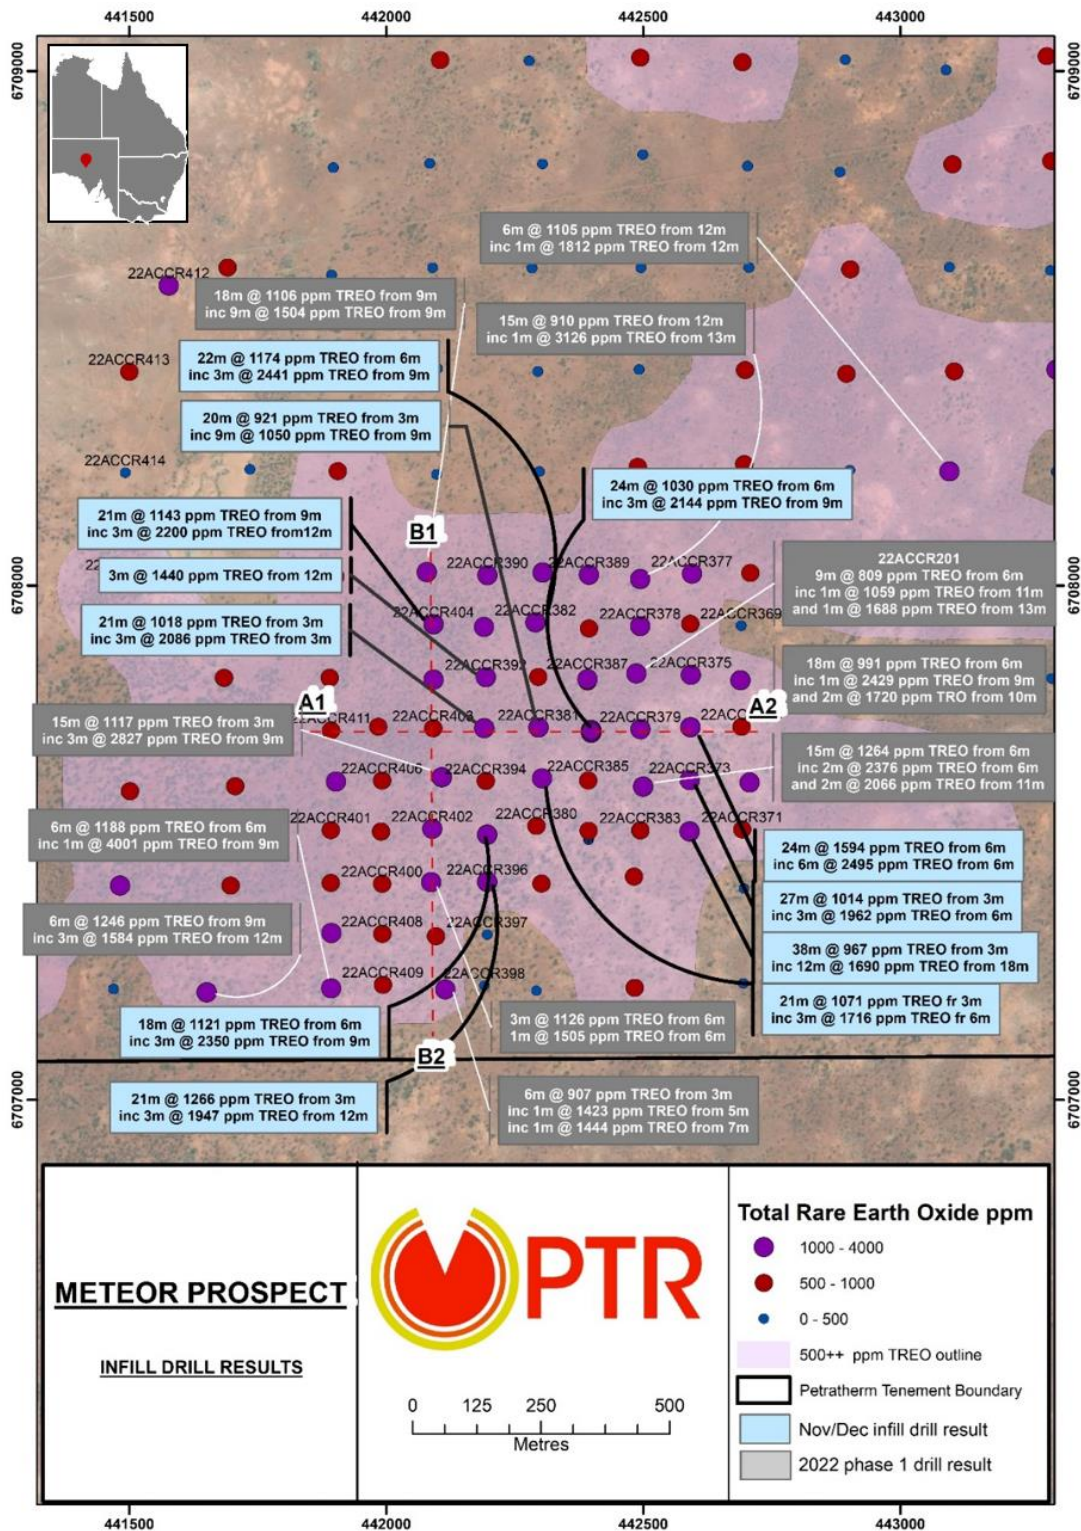 441500 442000 442500 443000
6709000 6709000
6m @ 1105 ppm TREO from 12m
inc 1m @ 1812 ppm TREO from 12m
22ACCR412
18m @ 1106 ppm TREO from 9m
inc 9m @ 1504 ppm TREO from 9m
15m @ 910 ppm TREO from 12m
inc 1m @ 3126 ppm TREO from 13m
22ACCR413
22m @ 1174 ppm TREO from 6m
inc 3m @ 2441 ppm TREO from 9m
20m @ 921 ppm TREO from 3m
inc 9m @ 1050 ppm TREO from 9m
22ACCR414
24m @ 1030 ppm TREO from 6m
inc 3m @ 2144 ppm TREO from 9m
21m @ 1143 ppm TREO from 9m
inc 3m @ 2200 ppm TREO from12m
B1
22ACCR390 22ACCR389 22ACCR377
6708000 6708000
3m @ 1440 ppm TREO from 12m
22ACCR201
9m @ 809 ppm TREO from 6m
inc 1m @ 1059 ppm TREO from 11m
and 1m @ 1688 ppm TREO from 13m
22ACCR404 22ACCR382 22ACCR378 22ACCR369
21m @ 1018 ppm TREO from 3m
inc 3m @ 2086 ppm TREO from 3m
22ACCR392 22ACCR387 22ACCR375
18m @ 991 ppm TREO from 6m
inc 1m @ 2429 ppm TREO from 9m
and 2m @ 1720 ppm TRO from 10m
A1 A2
22ACCR403 22ACCR381 22ACCR379
15m @ 1117 ppm TREO from 3m
inc 3m @ 2827 ppm TREO from 9m
15m @ 1264 ppm TREO from 6m
inc 2m @ 2376 ppm TREO from 6m
and 2m @ 2066 ppm TREO from 11m
22ACCR406 22ACCR394 22ACCR385 22ACCR373
6m @ 1188 ppm TREO from 6m
inc 1m @ 4001 ppm TREO from 9m
22ACCR401 22ACCR402 22ACCR380 22ACCR383 22ACCR371
24m @ 1594 ppm TREO from 6m
inc 6m @ 2495 ppm TREO from 6m
22ACCR400 22ACCR396
27m @ 1014 ppm TREO from 3m
inc 3m @ 1962 ppm TREO from 6m
6m @ 1246 ppm TREO from 9m
inc 3m @ 1584 ppm TREO from 12m
22ACCR408 22ACCR397
38m @ 967 ppm TREO from 3m
inc 12m @ 1690 ppm TREO from 18m
22ACCR409 22ACCR398
21m @ 1071 ppm TREO fr 3m
inc 3m @ 1716 ppm TREO fr 6m
18m @ 1121 ppm TREO from 6m
inc 3m @ 2350 ppm TREO from 9m
3m @ 1126 ppm TREO from 6m
1m @ 1505 ppm TREO from 6m
B2
21m @ 1266 ppm TREO from 3m
inc 3m @ 1947 ppm TREO from 12m
6m @ 907 ppm TREO from 3m
inc 1m @ 1423 ppm TREO from 5m
inc 1m @ 1444 ppm TREO from 7m
6707000 6707000
METEOR PROSPECT
INFILL DRILL RESULTS
PTR
0 125 250 500
Metres
Total Rare Earth Oxide ppm
1000 - 4000
500 - 1000
0 - 500
500++ ppm TREO outline
Petratherm Tenement Boundary
Nov/Dec infill drill result
2022 phase 1 drill result
441500 442000 442500 443000